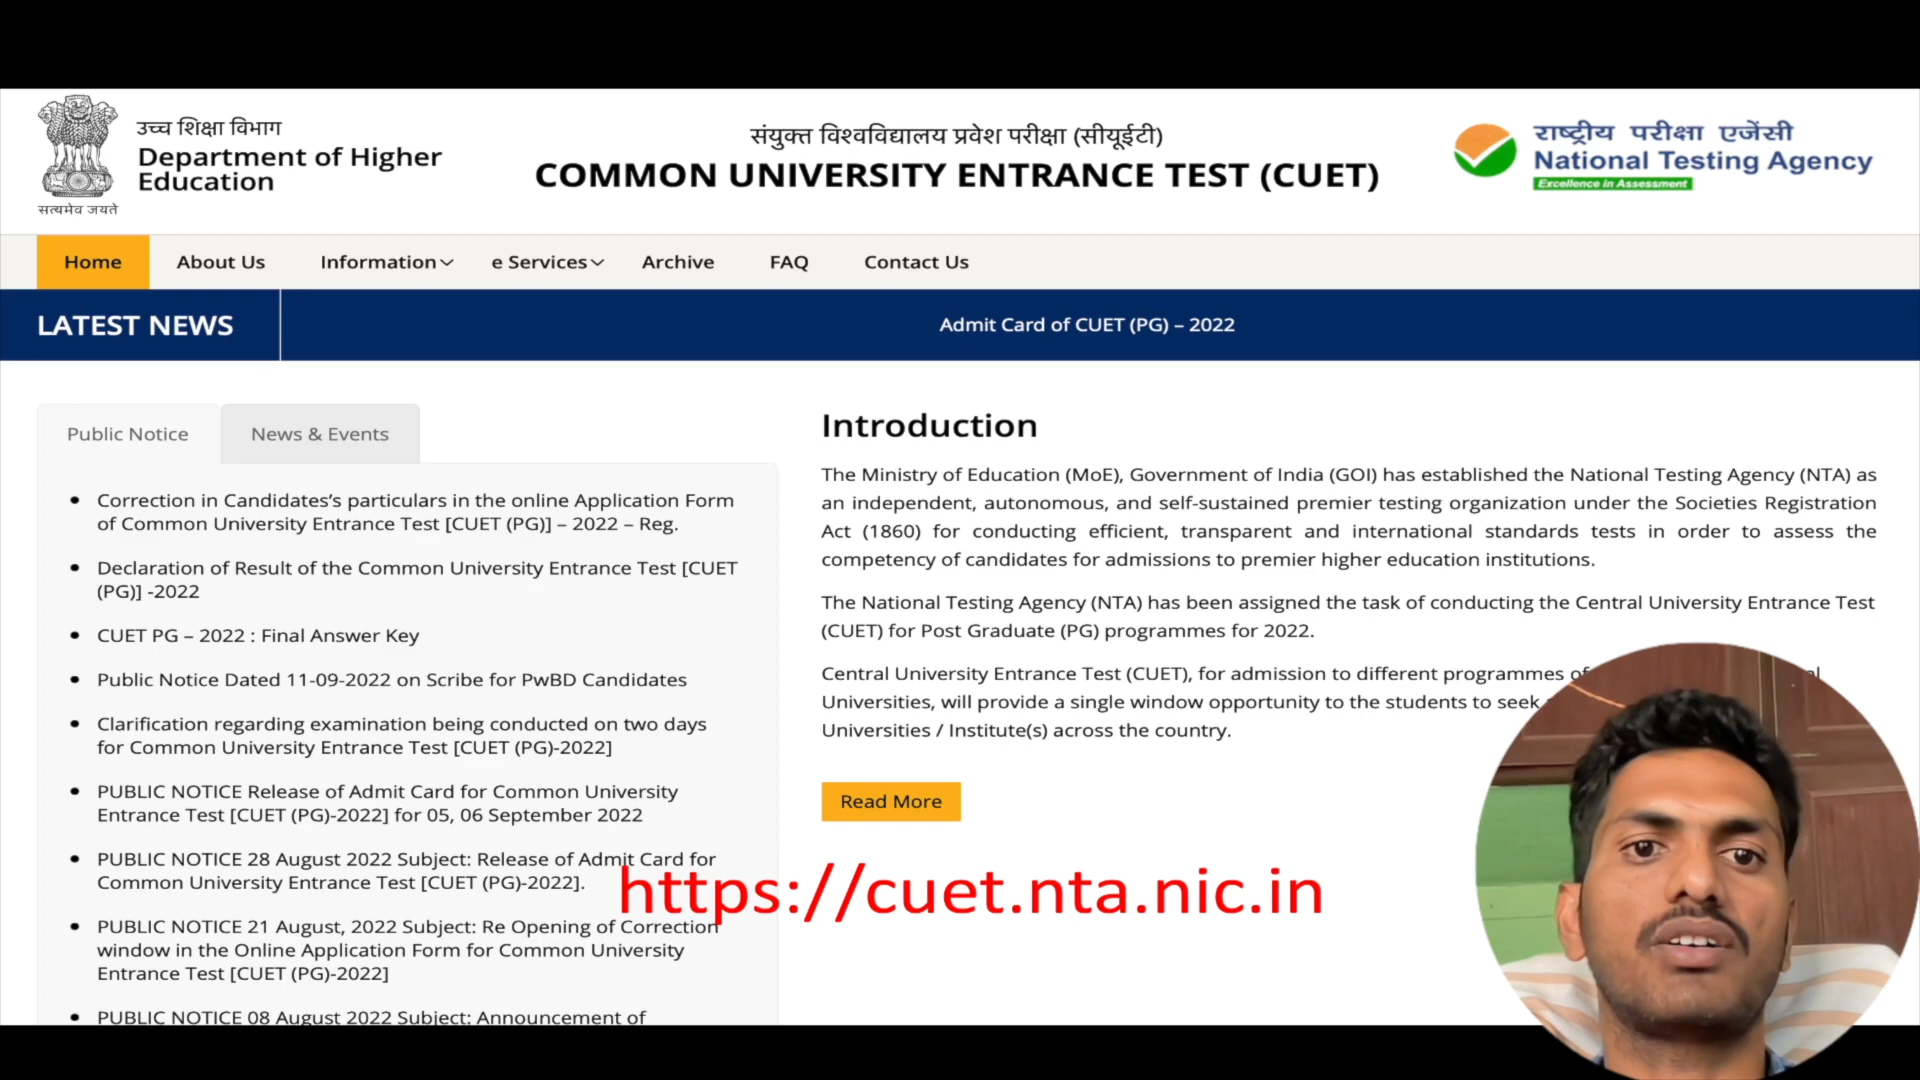 उच्च शिक्षा विभाग
Department of Higher
Education
सत्यमेव जयते
संयुक्त विश्वविद्यालय प्रवेश परीक्षा (सीयूईटी)
COMMON UNIVERSITY ENTRANCE TEST (CUET)
राष्ट्रीय परीक्षा एजेंसी
National Testing Agency
Excellence in Assessment
Home About Us Information e Services Archive FAQ Contact Us
LATEST NEWS
Admit Card of CUET (PG) – 2022
Public Notice News & Events
Correction in Candidates’s particulars in the online Application Form
of Common University Entrance Test [CUET (PG)] – 2022 – Reg.
Declaration of Result of the Common University Entrance Test [CUET
(PG)] -2022
CUET PG – 2022 : Final Answer Key
Public Notice Dated 11-09-2022 on Scribe for PwBD Candidates
Clarification regarding examination being conducted on two days
for Common University Entrance Test [CUET (PG)-2022]
PUBLIC NOTICE Release of Admit Card for Common University
Entrance Test [CUET (PG)-2022] for 05, 06 September 2022
PUBLIC NOTICE 28 August 2022 Subject: Release of Admit Card for
Common University Entrance Test [CUET (PG)-2022].
PUBLIC NOTICE 21 August, 2022 Subject: Re Opening of Correction
window in the Online Application Form for Common University
Entrance Test [CUET (PG)-2022]
PUBLIC NOTICE 08 August 2022 Subject: Announcement of
Introduction
The Ministry of Education (MoE), Government of India (GOI) has established the National Testing Agency (NTA) as
an independent, autonomous, and self-sustained premier testing organization under the Societies Registration
Act (1860) for conducting efficient, transparent and international standards tests in order to assess the
competency of candidates for admissions to premier higher education institutions.
The National Testing Agency (NTA) has been assigned the task of conducting the Central University Entrance Test
(CUET) for Post Graduate (PG) programmes for 2022.
Central University Entrance Test (CUET), for admission to different programmes of
Universities, will provide a single window opportunity to the students to seek
Universities / Institute(s) across the country.
Read More
https://cuet.nta.nic.in